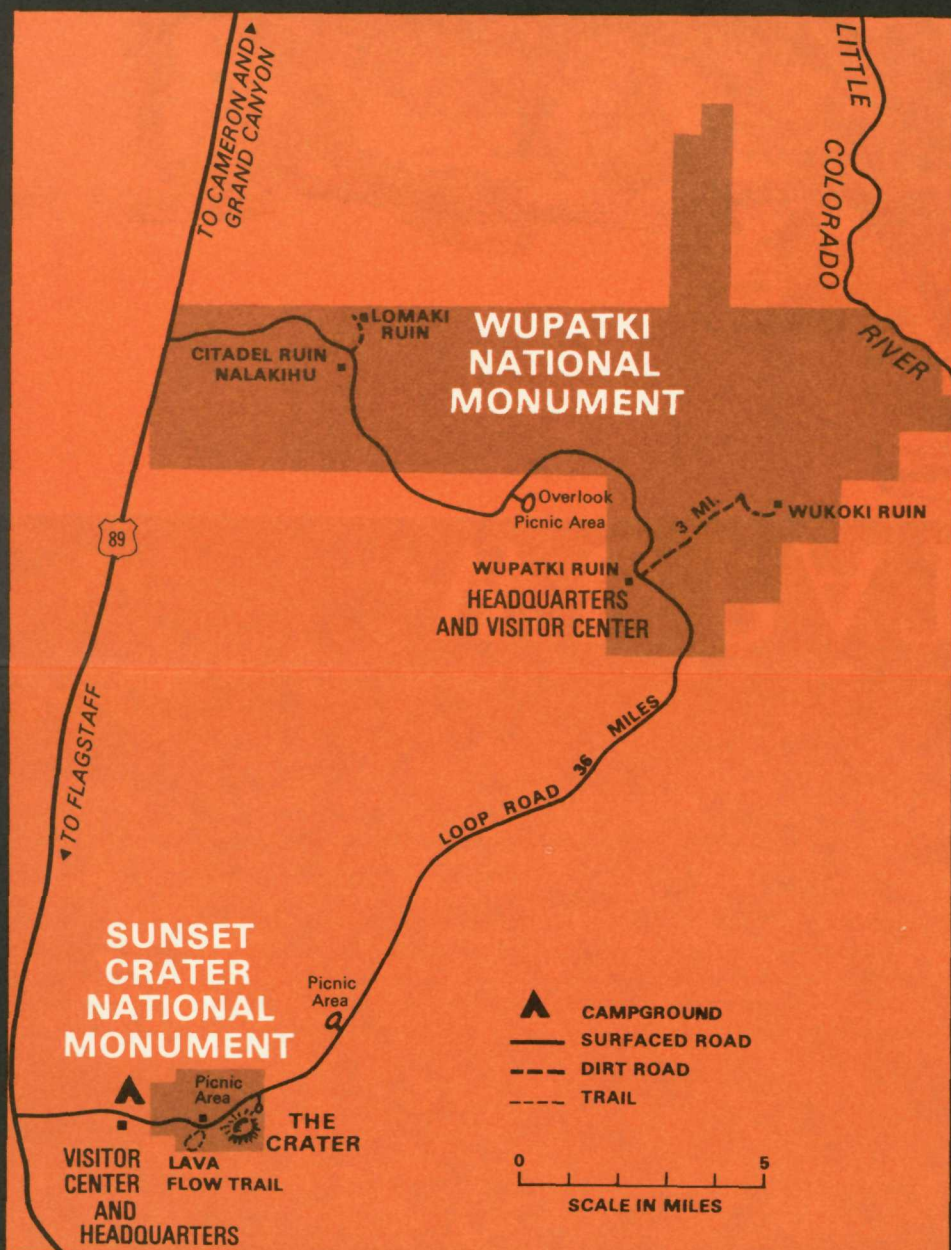 TO CAMERON AND
GRAND CANYON
LITTLE
COLORADO
RIVER
LOMAKI
RUIN
WUPATKI
NATIONAL
MONUMENT
CITADEL RUIN
NALAKIHU
Overlook
Picnic Area
3 MI.
WUKOKI RUIN
89
WUPATKI RUIN
HEADQUARTERS
AND VISITOR CENTER
TO FLAGSTAFF
LOOP ROAD 36 MILES
SUNSET
CRATER
NATIONAL
MONUMENT
Picnic
Area
CAMPGROUND
SURFACED ROAD
DIRT ROAD
TRAIL
Picnic
Area
THE
CRATER
VISITOR
CENTER
AND
HEADQUARTERS
LAVA
FLOW TRAIL
0 5
SCALE IN MILES